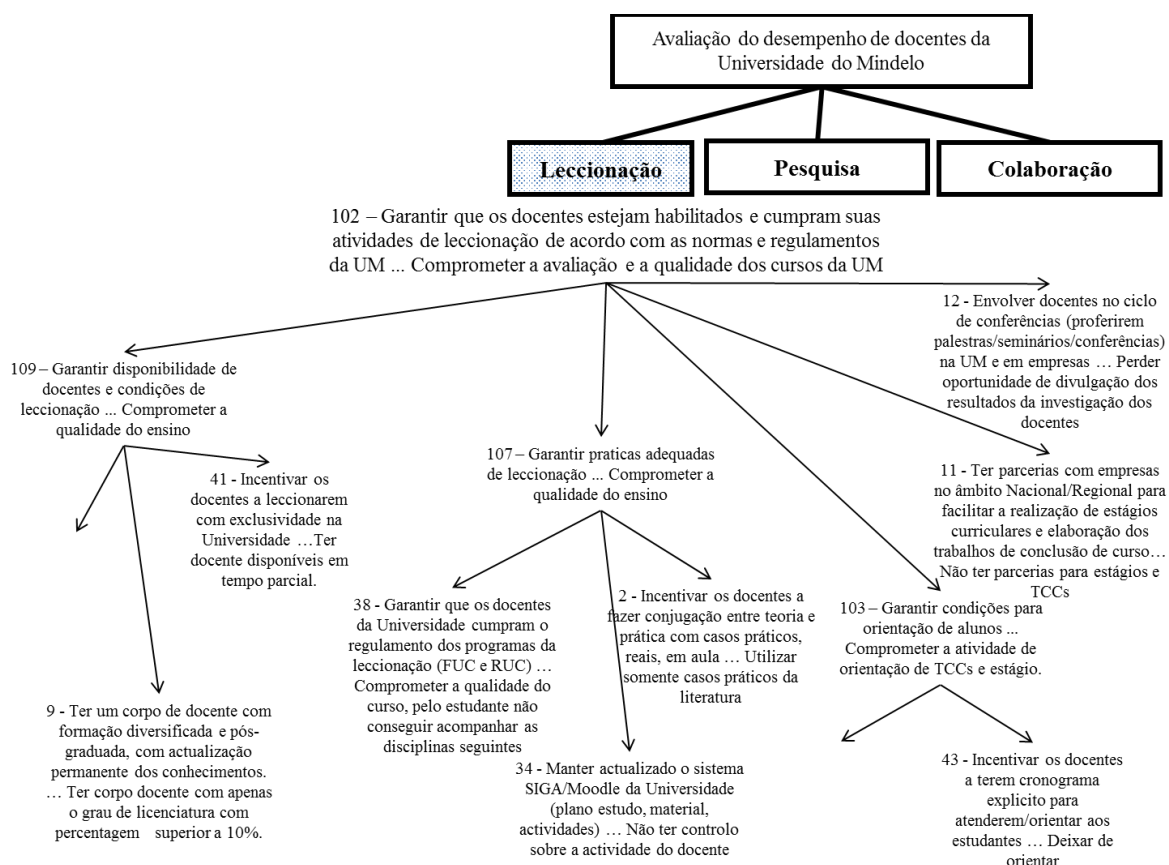 Avaliação do desempenho de docentes da
Universidade do Mindelo
Leccionação
Pesquisa
Colaboração
102 – Garantir que os docentes estejam habilitados e cumpram suas
atividades de leccionação de acordo com as normas e regulamentos
da UM ... Comprometer a avaliação e a qualidade dos cursos da UM
12 - Envolver docentes no ciclo
de conferências (proferirem
palestras/seminários/conferências)
na UM e em empresas … Perder
oportunidade de divulgação dos
resultados da investigação dos
docentes
109 – Garantir disponibilidade de
docentes e condições de
leccionação ... Comprometer a
qualidade do ensino
41 - Incentivar os
docentes a leccionarem
com exclusividade na
Universidade …Ter
docente disponíveis em
tempo parcial.
107 – Garantir praticas adequadas
de leccionação ... Comprometer a
qualidade do ensino
11 - Ter parcerias com empresas
no âmbito Nacional/Regional para
facilitar a realização de estágios
curriculares e elaboração dos
trabalhos de conclusão de curso…
Não ter parcerias para estágios e
TCCs
38 - Garantir que os docentes
da Universidade cumpram o
regulamento dos programas da
leccionação (FUC e RUC) …
Comprometer a qualidade do
curso, pelo estudante não
conseguir acompanhar as
disciplinas seguintes
2 - Incentivar os docentes a
fazer conjugação entre teoria e
prática com casos práticos,
reais, em aula … Utilizar
somente casos práticos da
literatura
103 – Garantir condições para
orientação de alunos ...
Comprometer a atividade de
orientação de TCCs e estágio.
9 - Ter um corpo de docente com
formação diversificada e pós-
graduada, com actualização
permanente dos conhecimentos.
… Ter corpo docente com apenas
o grau de licenciatura com
percentagem superior a 10%.
34 - Manter actualizado o sistema
SIGA/Moodle da Universidade
(plano estudo, material,
actividades) … Não ter controlo
sobre a actividade do docente
43 - Incentivar os docentes
a terem cronograma
explicito para
atenderem/orientar aos
estudantes … Deixar de
orientar